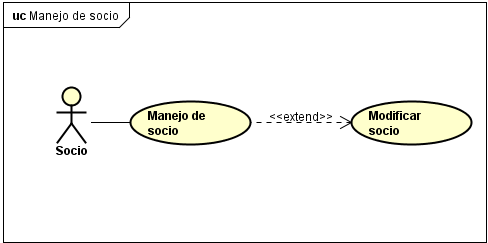 uc Manejo de socio
Socio
Manejo de
socio
<<extend>>
Modificar
socio